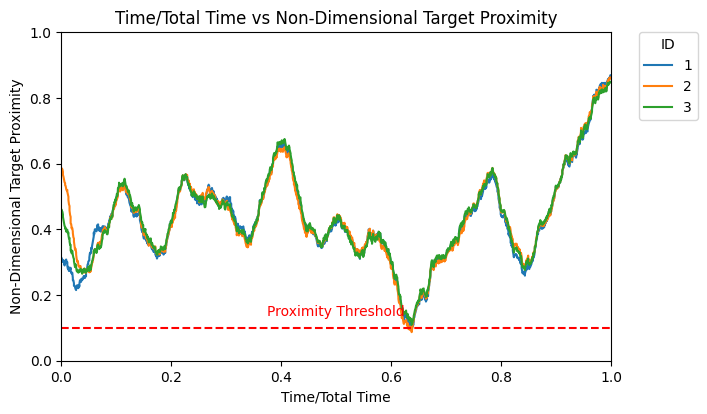 Time/Total Time vs Non-Dimensional Target Proximity
1.0
0.8
0.6
0.4
0.2
0.0
Non-Dimensional Target Proximity
Proximity Threshold
0.0 0.2 0.4 0.6 0.8 1.0
Time/Total Time
ID
1
2
3